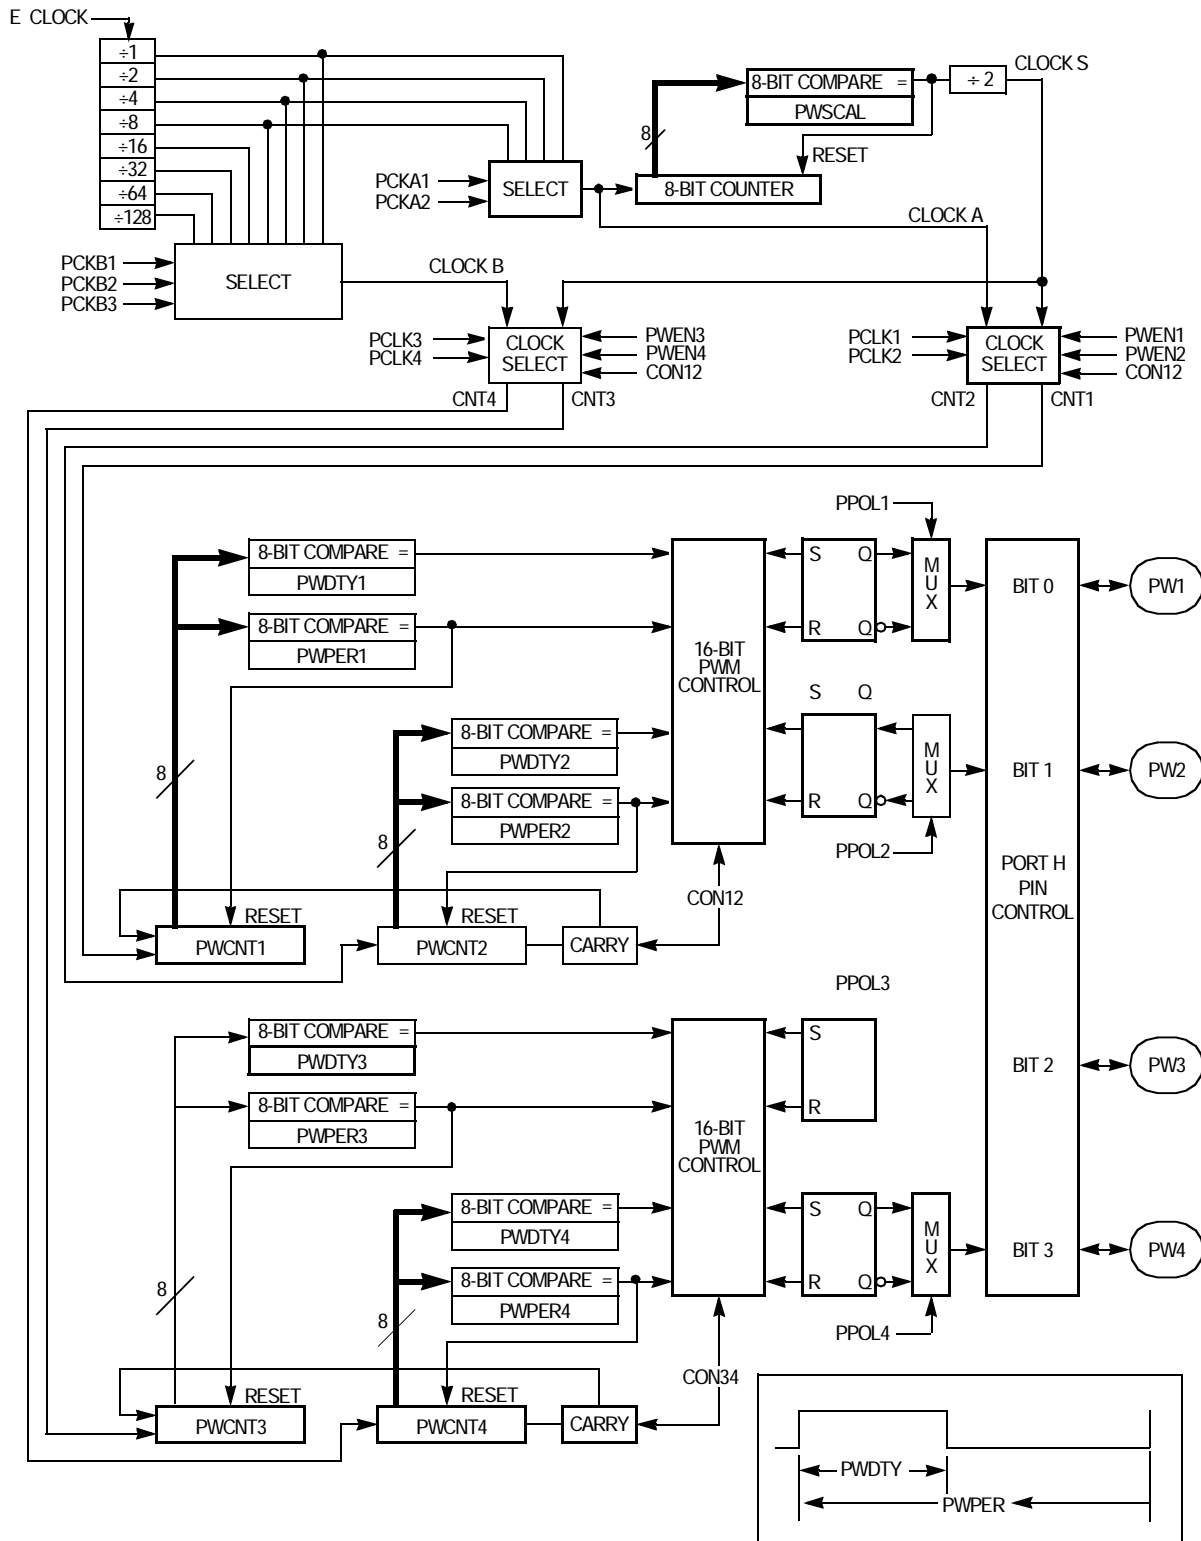 E CLOCK
÷1
÷2
÷4
÷8
÷16
÷32
÷64
÷128
PCKB1
PCKB2
PCKB3
SELECT
CLOCK B
PCKA1
PCKA2
SELECT
8
8-BIT COMPARE =
PWSCAL
÷ 2
CLOCK S
RESET
8-BIT COUNTER
CLOCK A
PCLK3
PCLK4
CLOCK
SELECT
PWEN3
PWEN4
CON12
CNT4
CNT3
PCLK1
PCLK2
CLOCK
SELECT
PWEN1
PWEN2
CON12
CNT2
CNT1
8-BIT COMPARE =
PWDTY1
8-BIT COMPARE =
PWPER1
8
8-BIT COMPARE =
PWDTY2
8-BIT COMPARE =
PWPER2
8
RESET
PWCNT1
RESET
PWCNT2
CARRY
CON12
16-BIT
PWM
CONTROL
PPOL1
S Q
R Q
MUX
S Q
R Q
MUX
PPOL2
BIT 0
BIT 1
PORT H
PIN
CONTROL
BIT 2
BIT 3
PW1
PW2
PW3
PW4
8-BIT COMPARE =
PWDTY3
8-BIT COMPARE =
PWPER3
8
8-BIT COMPARE =
PWDTY4
8-BIT COMPARE =
PWPER4
8
RESET
PWCNT3
RESET
PWCNT4
CARRY
CON34
16-BIT
PWM
CONTROL
PPOL3
S
R
S Q
R Q
MUX
PPOL4
PWDTY
PWPER